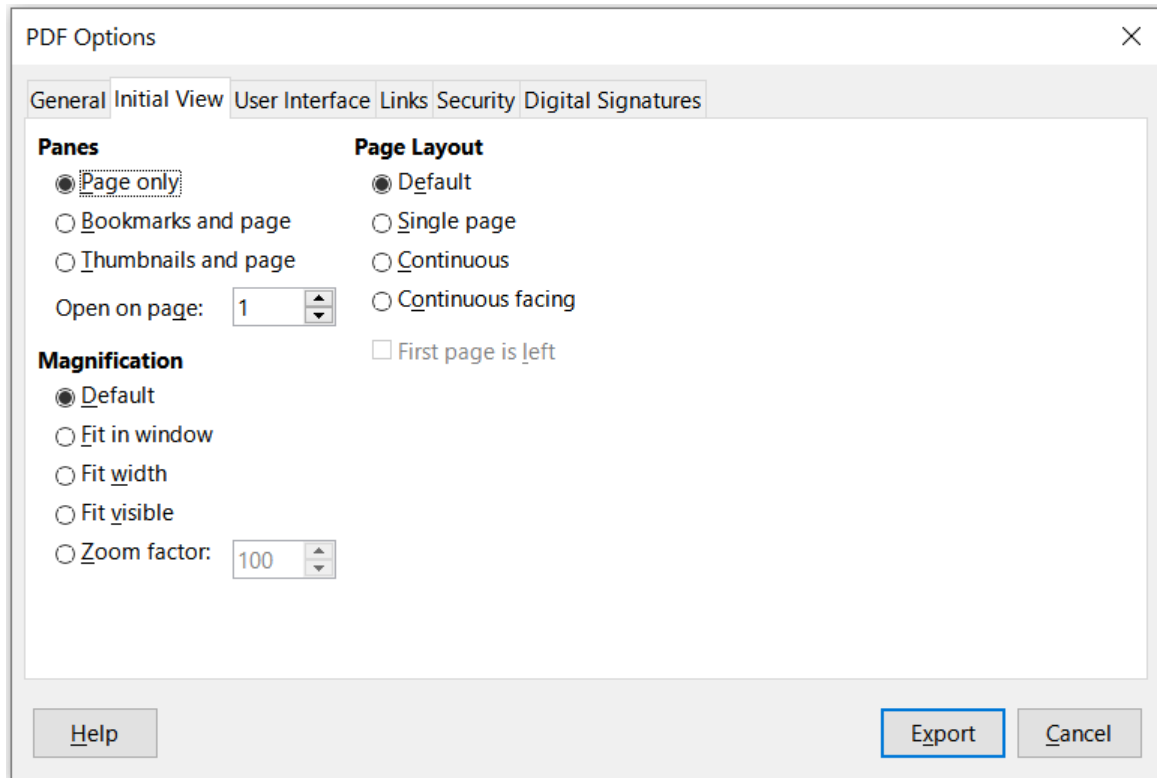 PDF Options
General Initial View User Interface Links Security Digital Signatures
Panes
Page only
Bookmarks and page
Thumbnails and page
Open on page: 1
Magnification
Default
Fit in window
Fit width
Fit visible
Zoom factor: 100
Page Layout
Default
Single page
Continuous
Continuous facing
First page is left
Help
Export
Cancel